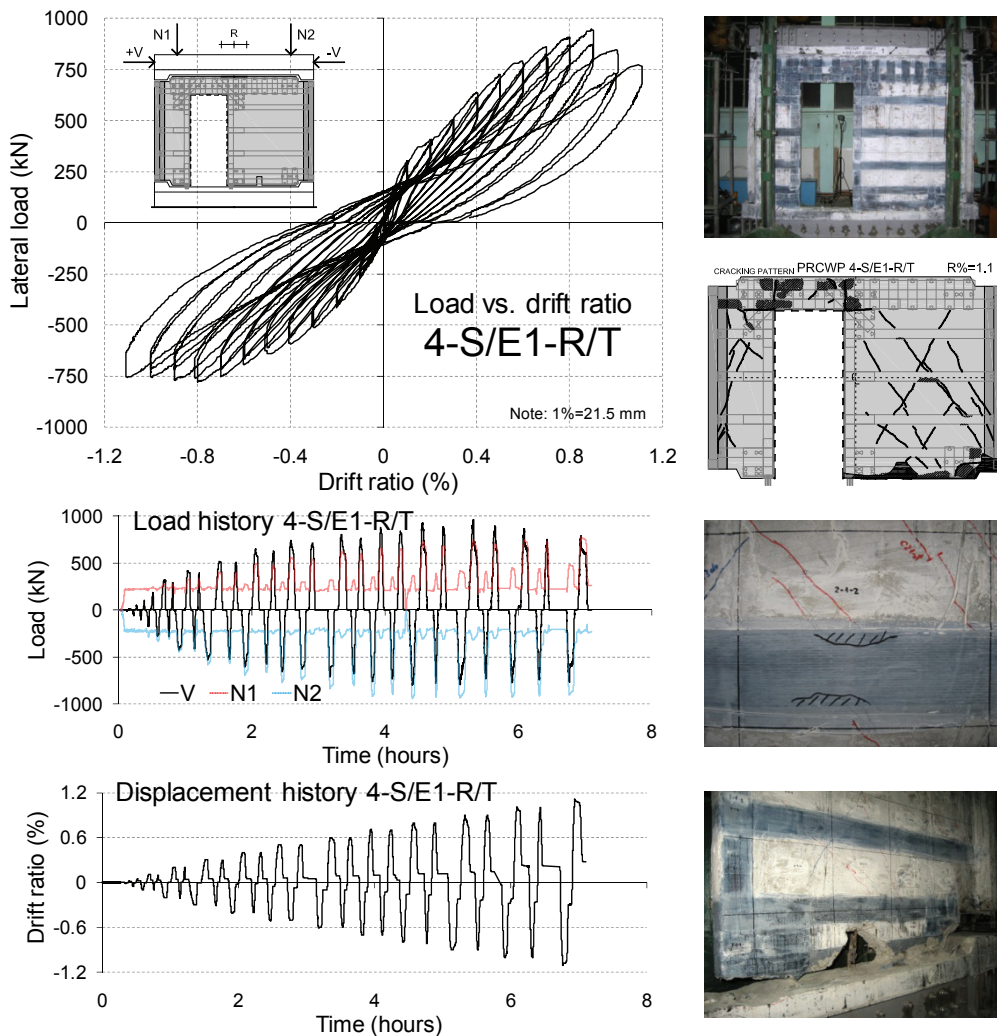 1000
750
500
250
0
-250
-500
-750
-1000
Lateral load (kN)
N1
R
N2
+V
-V
Load vs. drift ratio
4-S/E1-R/T
Note: 1%=21.5 mm
-1.2
-0.8
-0.4
0
0.4
0.8
1.2
Drift ratio (%)
CRACKING PATTERN PRCWP 4-S/E1-R/T R%=1.1
Load history 4-S/E1-R/T
1000
500
0
-500
-1000
Load (kN)
V N1 N2
0 2 4 6 8
Time (hours)
2-1-2
Displacement history 4-S/E1-R/T
1.2
0.6
0
-0.6
-1.2
Drift ratio (%)
0 2 4 6 8
Time (hours)